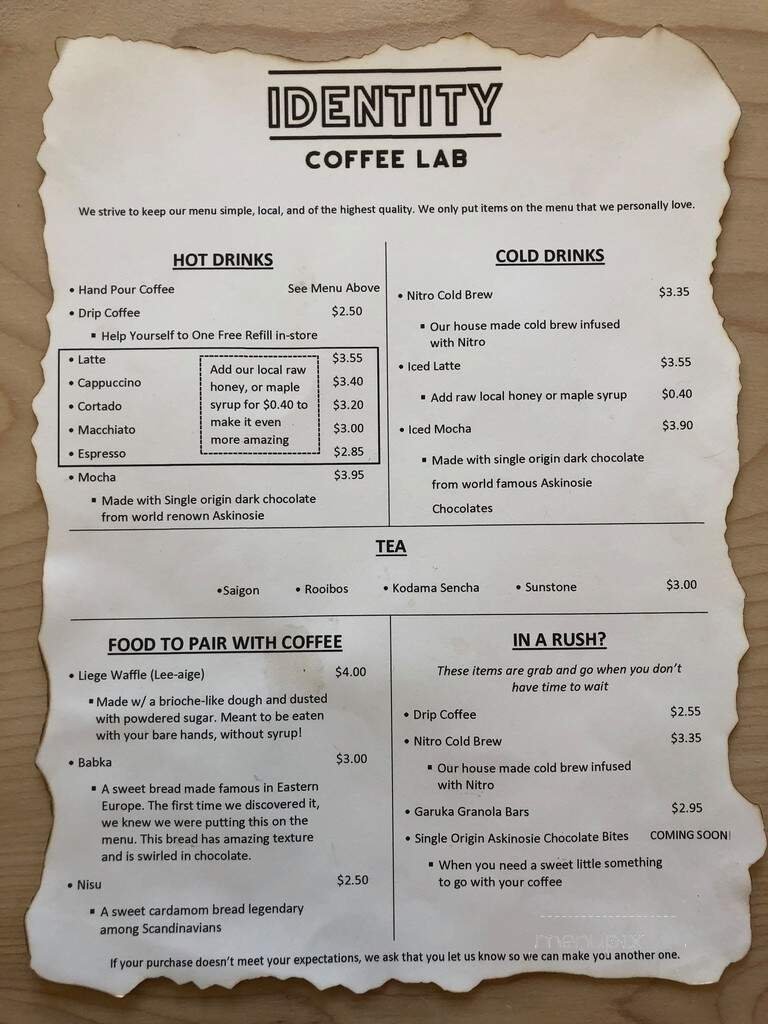 IDENTITY
COFFEE LAB
We strive to keep our menu simple, local, and of the highest quality. We only put items on the menu that we personally love.
HOT DRINKS
• Hand Pour Coffee See Menu Above
• Drip Coffee $2.50
▪ Help Yourself to One Free Refill in-store
• Latte $3.55
• Cappuccino $3.40
• Cortado $3.20
• Macchiato $3.00
• Espresso $2.85
Add our local raw
honey, or maple
syrup for $0.40 to
make it even
more amazing
• Mocha $3.95
▪ Made with Single origin dark chocolate
from world renown Askinosie
COLD DRINKS
• Nitro Cold Brew $3.35
▪ Our house made cold brew infused
with Nitro
• Iced Latte $3.55
▪ Add raw local honey or maple syrup $0.40
• Iced Mocha $3.90
▪ Made with single origin dark chocolate
from world famous Askinosie
Chocolates
TEA
•Saigon • Rooibos • Kodama Sencha • Sunstone $3.00
FOOD TO PAIR WITH COFFEE
• Liege Waffle (Lee-aige) $4.00
▪ Made w/ a brioche-like dough and dusted
with powdered sugar. Meant to be eaten
with your bare hands, without syrup!
• Babka $3.00
▪ A sweet bread made famous in Eastern
Europe. The first time we discovered it,
we knew we were putting this on the
menu. This bread has amazing texture
and is swirled in chocolate.
• Nisu $2.50
▪ A sweet cardamom bread legendary
among Scandinavians
IN A RUSH?
These items are grab and go when you don't
have time to wait
• Drip Coffee $2.55
• Nitro Cold Brew $3.35
▪ Our house made cold brew infused
with Nitro
• Garuka Granola Bars $2.95
• Single Origin Askinosie Chocolate Bites COMING SOON!
▪ When you need a sweet little something
to go with your coffee
menupix
If your purchase doesn't meet your expectations, we ask that you let us know so we can make you another one.